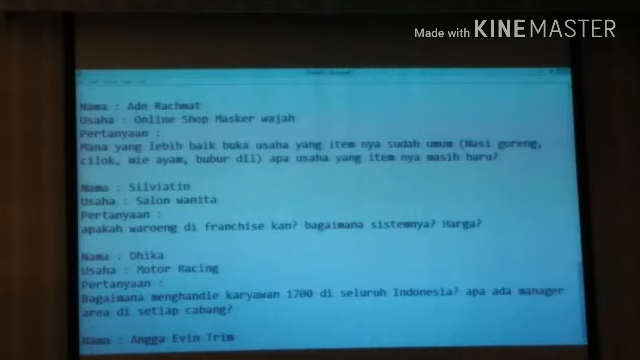 Made with KINEMASTER
Nama : Ade Rachmat
Usaha : Online Shop Masker wajah
Pertanyaan :
Mana yang lebih baik buka usaha yang item nya sudah umum (Nasi goreng,
cilok, mie ayam, bubur dll) apa usaha yang item nya masih baru?
Nama : Silviatin
Usaha : Salon wanita
Pertanyaan :
apakah waroeng di franchise kan? bagaimana sistemnya? Harga?
Nama : Dhika
Usaha : Motor Racing
Pertanyaan :
Bagaimana menghandle karyawan 1700 di seluruh Indonesia? apa ada manager
area di setiap cabang?
Nama : Angga Evin Trim